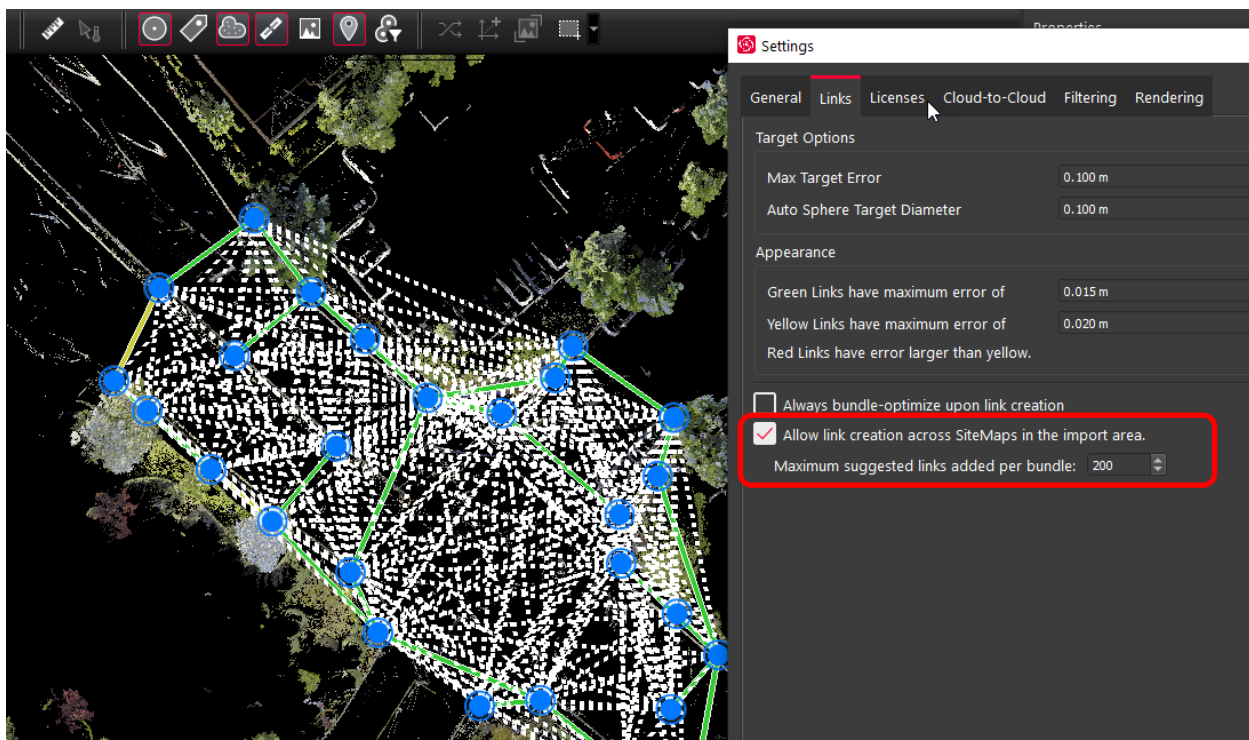 Properties
Settings
General Links Licenses Cloud-to-Cloud Filtering Rendering
Target Options
Max Target Error 0.100 m
Auto Sphere Target Diameter 0.100 m
Appearance
Green Links have maximum error of 0.015 m
Yellow Links have maximum error of 0.020 m
Red Links have error larger than yellow.
Always bundle-optimize upon link creation
Allow link creation across SiteMaps in the import area.
Maximum suggested links added per bundle: 200